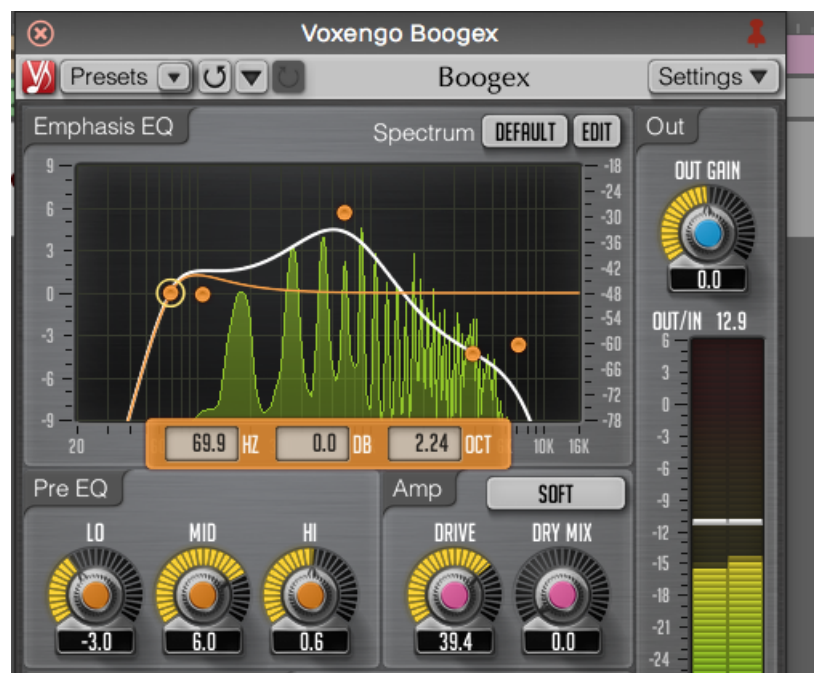 Voxengo Boogex
Presets Boogex Settings
Emphasis EQ Spectrum DEFAULT EDIT Out
OUT GAIN
0.0
OUT/IN 12.9
9 -18
-24
6 -30
3 -36
-42
0 -48
-54
-3 -60
-66
-6 -72
-9 -78
20 10K 16K
69.9 HZ 0.0 DB 2.24 OCT
6
3
0
-3
-6
-9
-12
-15
-18
-21
-24
Pre EQ Amp SOFT
LO MID HI DRIVE DRY MIX
-3.0 6.0 0.6 39.4 0.0